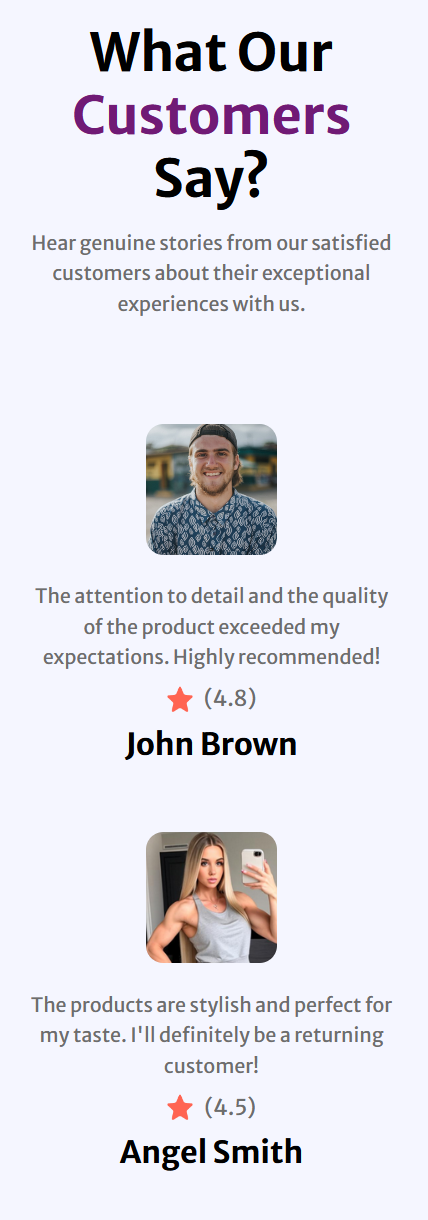 What Our
Customers
Say?
Hear genuine stories from our satisfied
customers about their exceptional
experiences with us.
The attention to detail and the quality
of the product exceeded my
expectations. Highly recommended!
(4.8)
John Brown
The products are stylish and perfect for
my taste. I'll definitely be a returning
customer!
(4.5)
Angel Smith